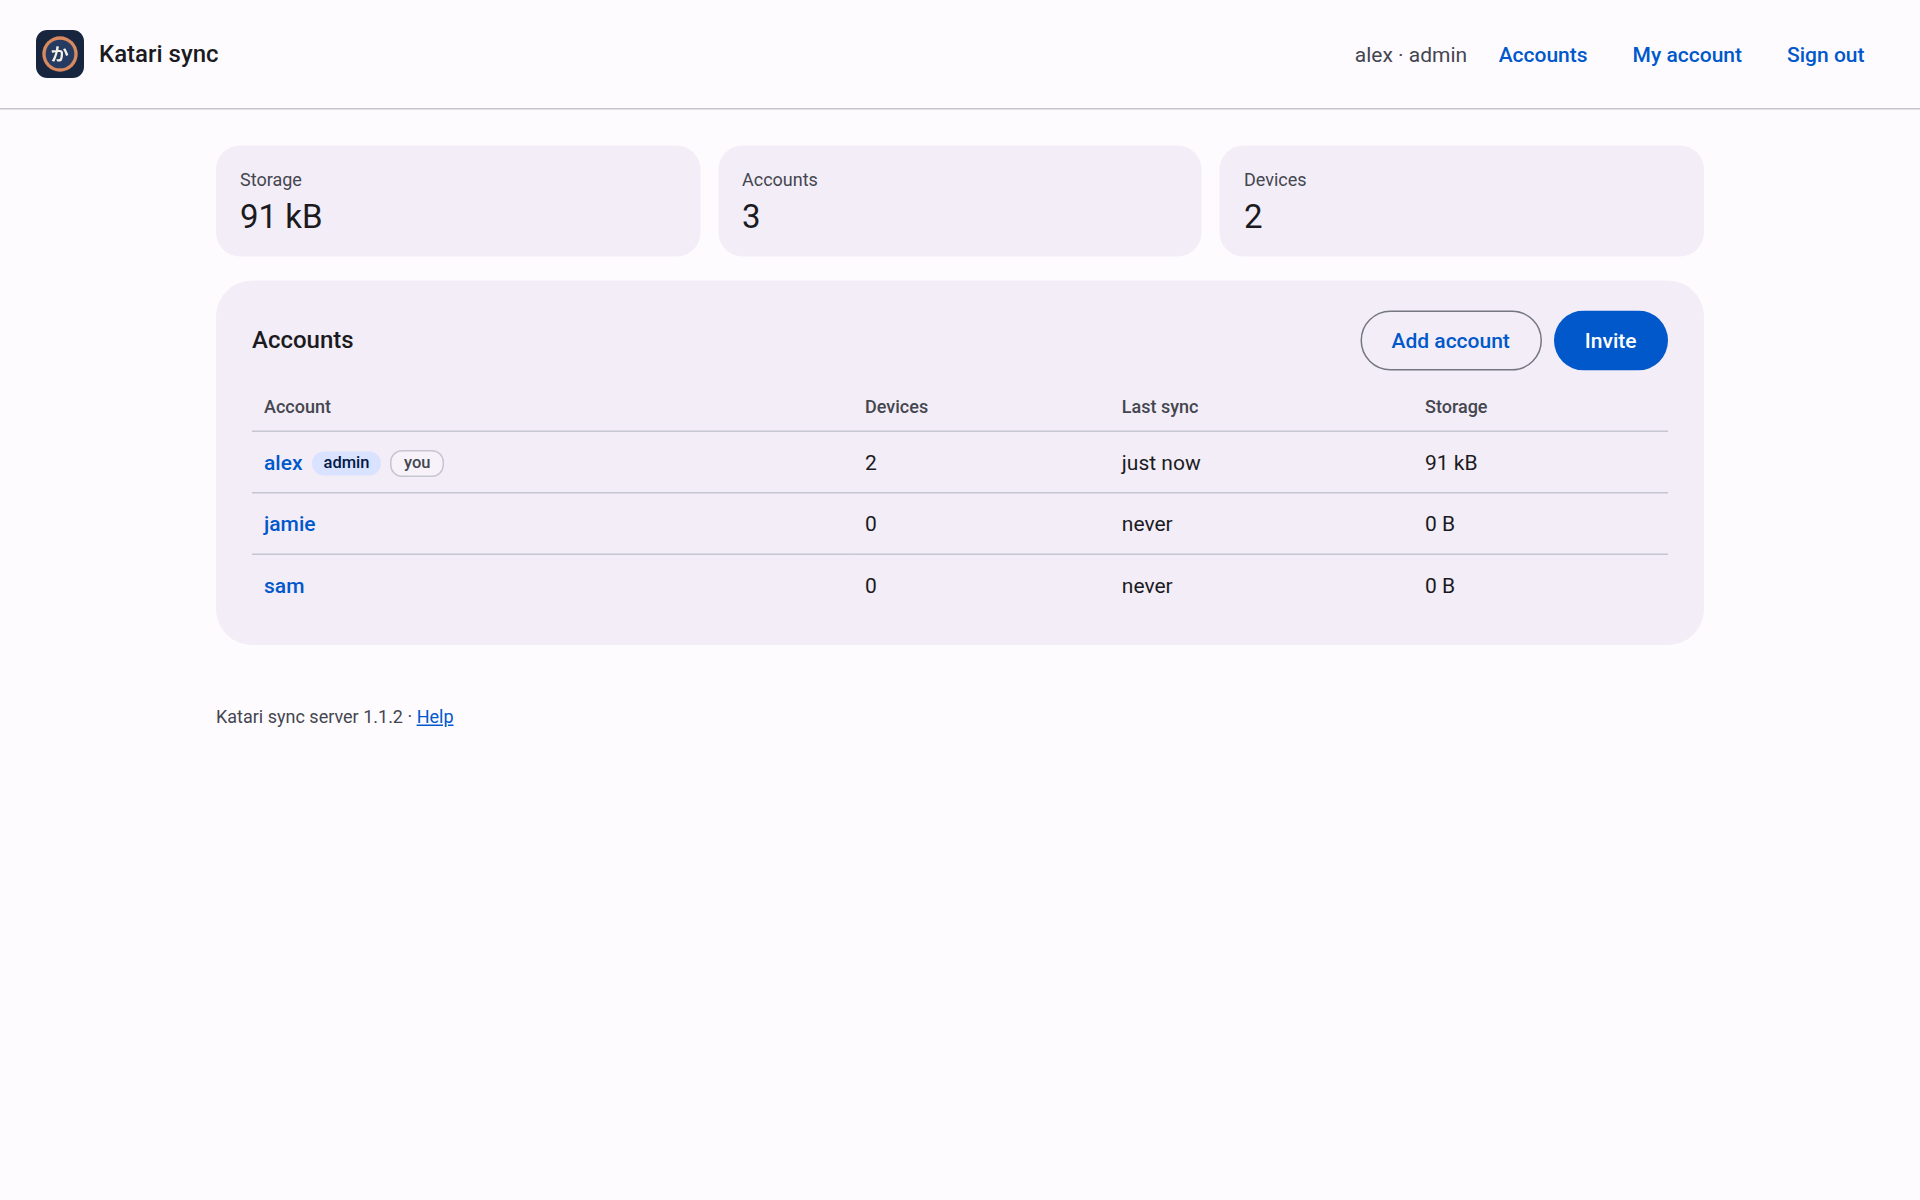 か Katari sync
alex · admin Accounts My account Sign out
Storage
91 kB
Accounts
3
Devices
2
Accounts
Add account Invite
Account Devices Last sync Storage
alex admin you 2 just now 91 kB
jamie 0 never 0 B
sam 0 never 0 B
Katari sync server 1.1.2 · Help